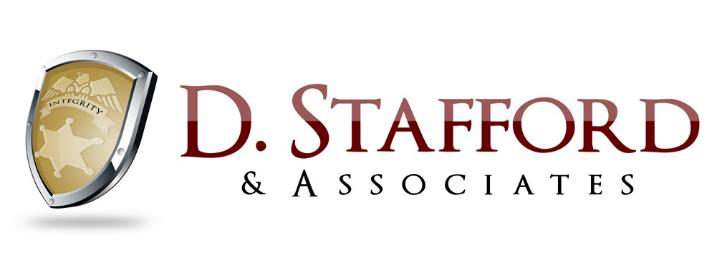 INTEGRITY
D. STAFFORD
& ASSOCIATES